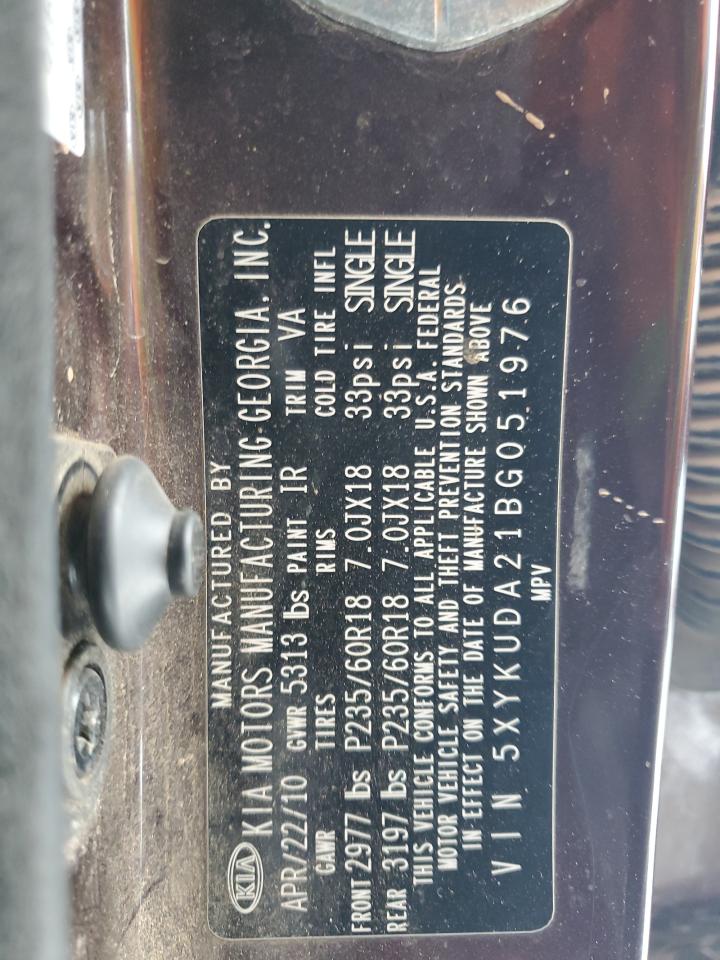 MANUFACTURED BY
KIA KIA MOTORS MANUFACTURING GEORGIA, INC.
APR/22/10 GVWR 5313 lbs PAINT IR TRIM VA
GAWR TIRES RIMS COLD TIRE INFL
FRONT 2977 lbs P235/60R18 7.0JX18 33psi SINGLE
REAR 3197 lbs P235/60R18 7.0JX18 33psi SINGLE
THIS VEHICLE CONFORMS TO ALL APPLICABLE U.S.A. FEDERAL
MOTOR VEHICLE SAFETY AND THEFT PREVENTION STANDARDS
IN EFFECT ON THE DATE OF MANUFACTURE SHOWN ABOVE
VIN 5XYKUDA21BG051976
MPV